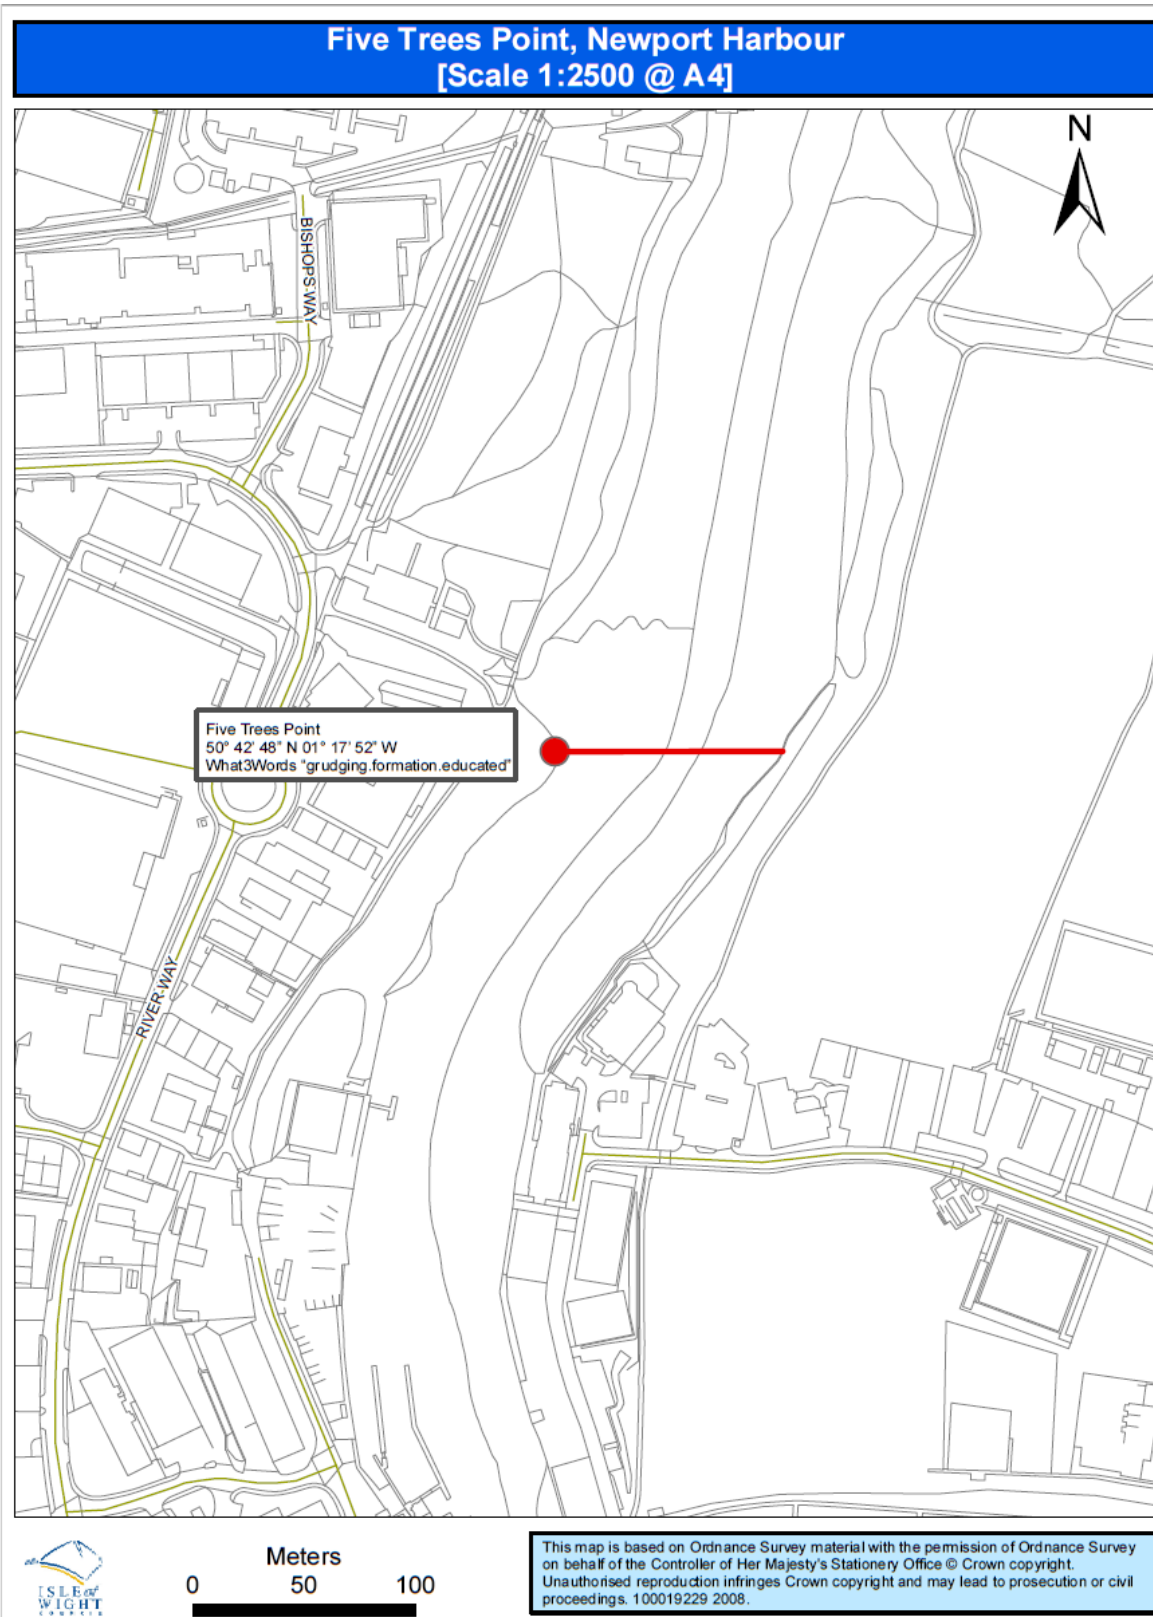 Five Trees Point, Newport Harbour
[Scale 1:2500 @ A4]
N
BISHOPS WAY
Five Trees Point
50° 42' 48" N 01° 17' 52" W
What3Words "grudging.formation.educated"
RIVER WAY
Meters
0 50 100
ISLE of
WIGHT
COUNCIL
This map is based on Ordnance Survey material with the permission of Ordnance Survey
on behalf of the Controller of Her Majesty's Stationery Office © Crown copyright.
Unauthorised reproduction infringes Crown copyright and may lead to prosecution or civil
proceedings. 100019229 2008.